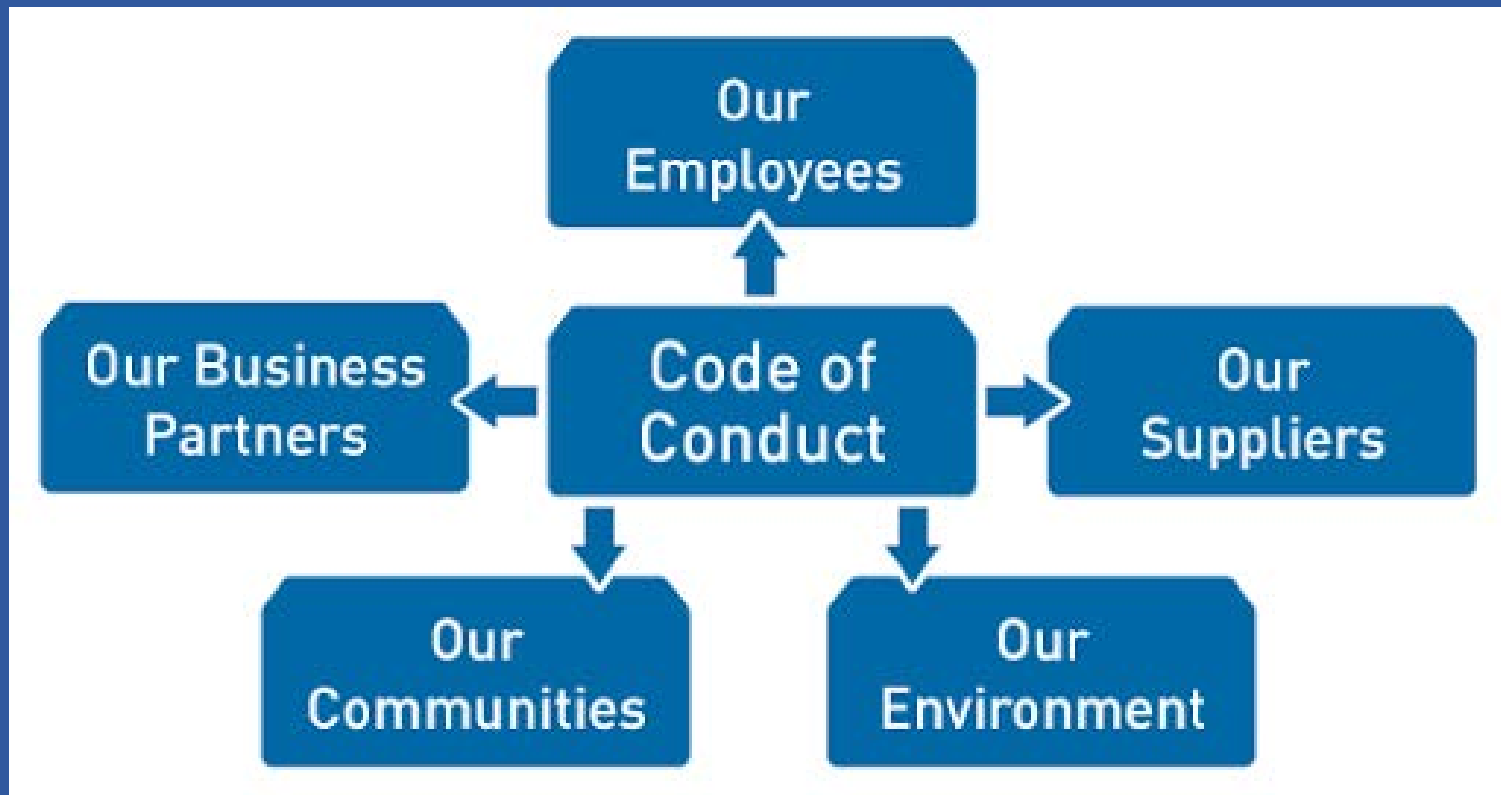 Our
Employees
Our Business
Partners
Code of
Conduct
Our
Suppliers
Our
Communities
Our
Environment